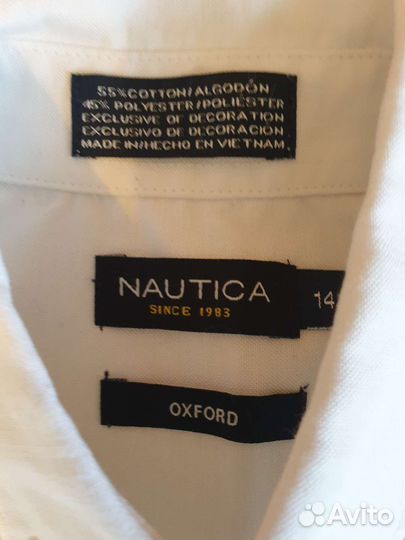 55% COTTON/ALGODÓN
45% POLYESTER/POLIÉSTER
EXCLUSIVE OF DECORATION
EXCLUSIVO DE DECORACIÓN
MADE IN/HECHO EN VIETNAM.
NAUTICA
SINCE 1983
14
OXFORD
Avito